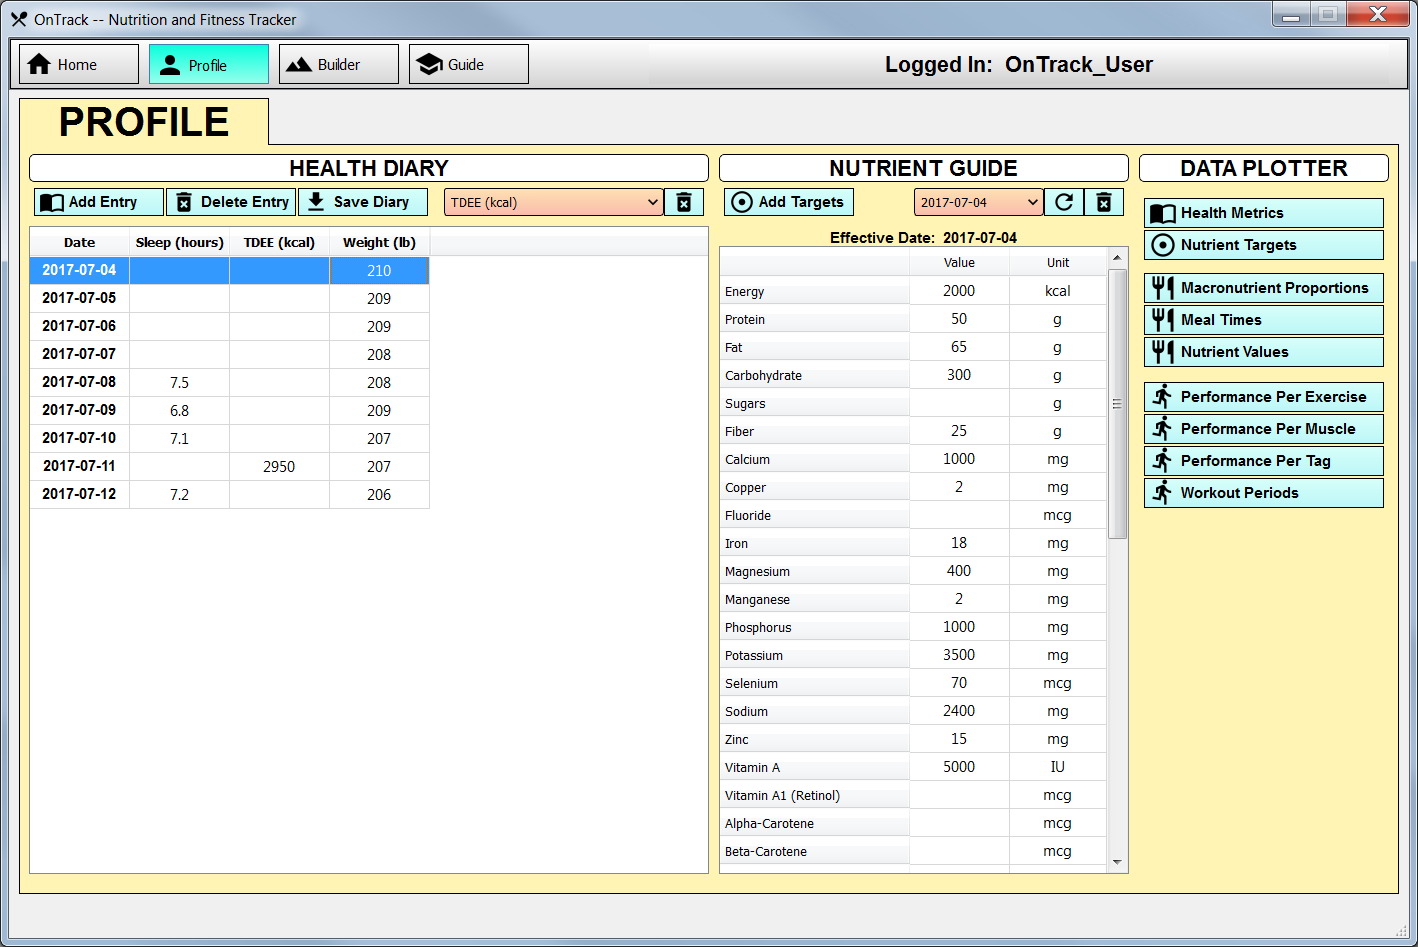 OnTrack -- Nutrition and Fitness Tracker
Home
Profile
Builder
Guide
Logged In: OnTrack_User
PROFILE
HEALTH DIARY
Add Entry
Delete Entry
Save Diary
TDEE (kcal)
Date Sleep (hours) TDEE (kcal) Weight (lb)
2017-07-04 210
2017-07-05 209
2017-07-06 209
2017-07-07 208
2017-07-08 7.5 208
2017-07-09 6.8 209
2017-07-10 7.1 207
2017-07-11 2950 207
2017-07-12 7.2 206
NUTRIENT GUIDE
Add Targets
2017-07-04
Effective Date: 2017-07-04
Value Unit
Energy 2000 kcal
Protein 50 g
Fat 65 g
Carbohydrate 300 g
Sugars g
Fiber 25 g
Calcium 1000 mg
Copper 2 mg
Fluoride mcg
Iron 18 mg
Magnesium 400 mg
Manganese 2 mg
Phosphorus 1000 mg
Potassium 3500 mg
Selenium 70 mcg
Sodium 2400 mg
Zinc 15 mg
Vitamin A 5000 IU
Vitamin A1 (Retinol) mcg
Alpha-Carotene mcg
Beta-Carotene mcg
DATA PLOTTER
Health Metrics
Nutrient Targets
Macronutrient Proportions
Meal Times
Nutrient Values
Performance Per Exercise
Performance Per Muscle
Performance Per Tag
Workout Periods